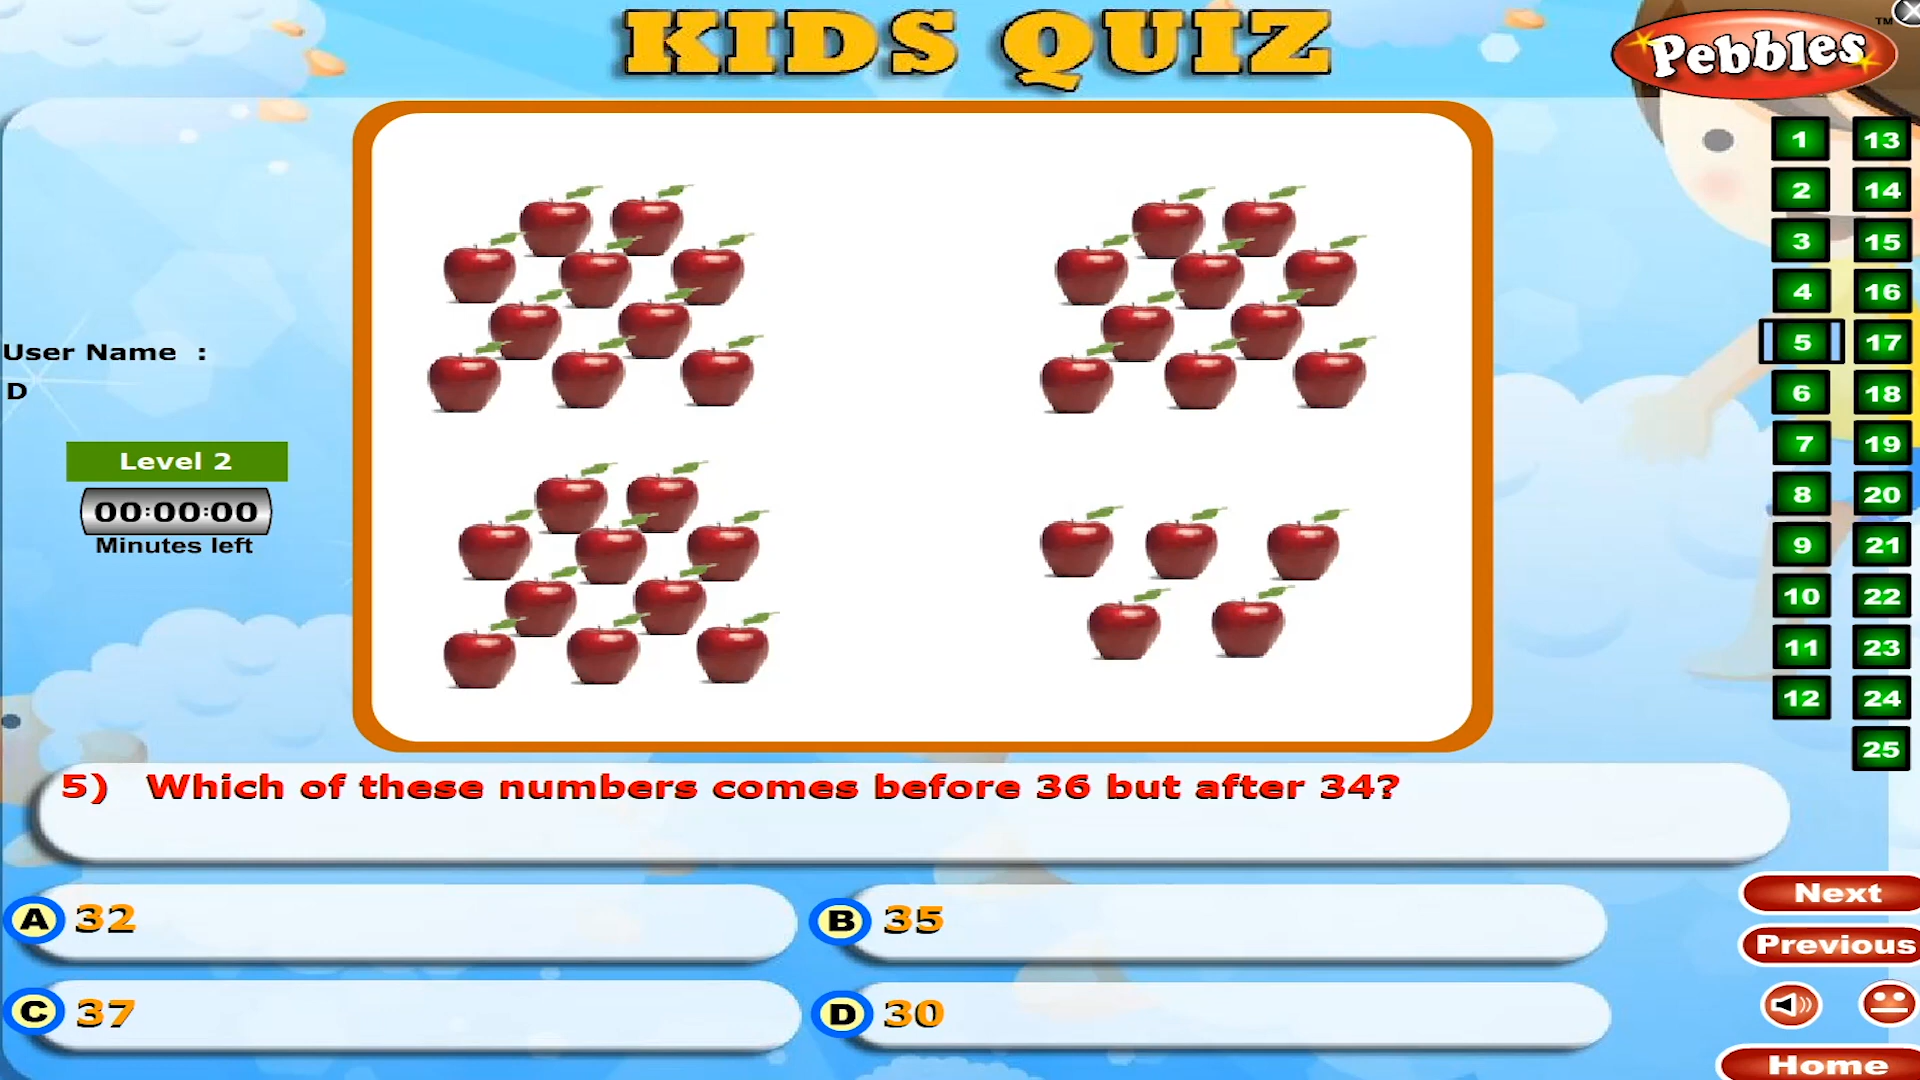 KIDS QUIZ
Pebbles
TM
User Name :
D
Level 2
00:00:00
Minutes left
1 13
2 14
3 15
4 16
5 17
6 18
7 19
8 20
9 21
10 22
11 23
12 24
25
5) Which of these numbers comes before 36 but after 34?
A 32
B 35
C 37
D 30
Next
Previous
Home